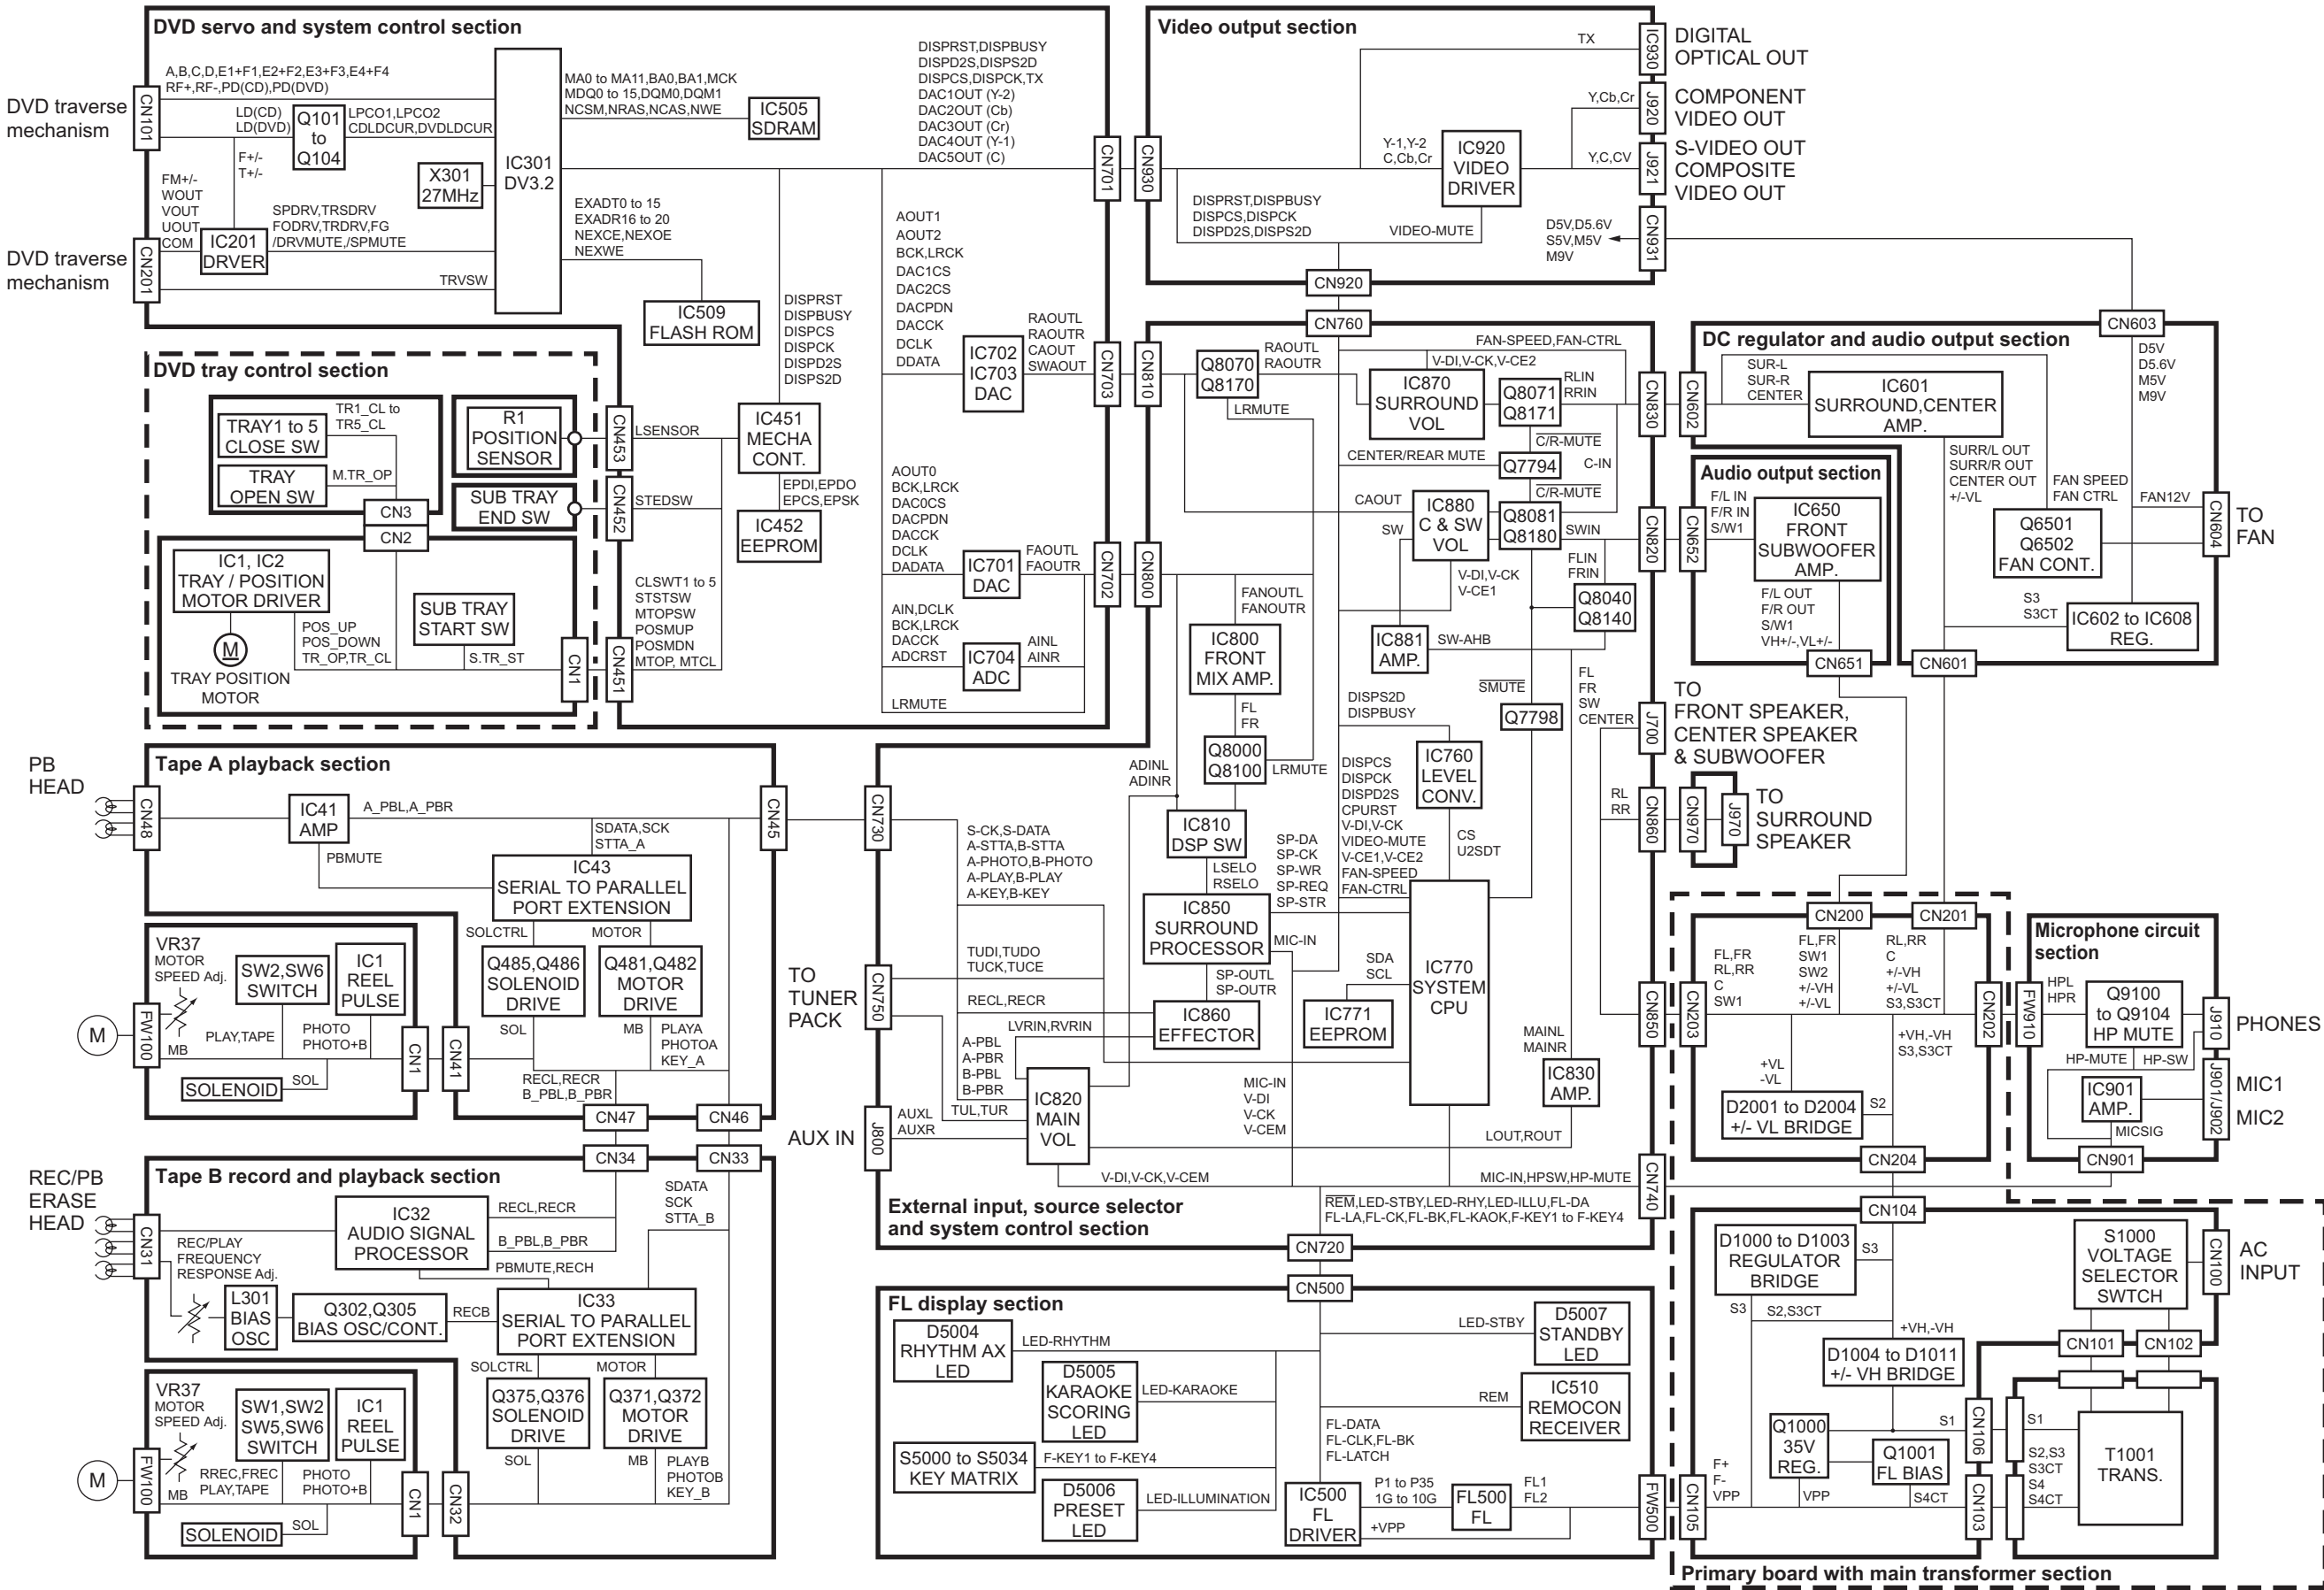 DVD servo and system control section
A,B,C,D,E1+F1,E2+F2,E3+F3,E4+F4
RF+,RF-,PD(CD),PD(DVD)
DVD traverse
mechanism
CN101
LD(CD)
LD(DVD)
Q101
to
Q104
LPCO1,LPCO2
CDLDCUR,DVDLDCUR
F+/-
T+/-
X301
27MHz
IC301
DV3.2
FM+/-
WOUT
VOUT
UOUT
COM
IC201
DRVER
SPDRV,TRSDRV
FODRV,TRDRV,FG
/DRVMUTE,/SPMUTE
DVD traverse
mechanism
CN201
TRVSW
MA0 to MA11,BA0,BA1,MCK
MDQ0 to 15,DQM0,DQM1
NCSM,NRAS,NCAS,NWE
IC505
SDRAM
DISPRST,DISPBUSY
DISPD2S,DISPS2D
DISPCS,DISPCK,TX
DAC1OUT (Y-2)
DAC2OUT (Cb)
DAC3OUT (Cr)
DAC4OUT (Y-1)
DAC5OUT (C)
CN701
EXADT0 to 15
EXADR16 to 20
NEXCE,NEXOE
NEXWE
IC509
FLASH ROM
DISPRST
DISPBUSY
DISPCS
DISPCK
DISPD2S
DISPS2D
AOUT1
AOUT2
BCK,LRCK
DAC1CS
DAC2CS
DACPDN
DACCK
DCLK
DDATA
IC702
IC703
DAC
RAOUTL
RAOUTR
CAOUT
SWAOUT
CN703
IC451
MECHA
CONT.
EPDI,EPDO
EPCS,EPSK
IC452
EEPROM
AOUT0
BCK,LRCK
DAC0CS
DACPDN
DACCK
DCLK
DADATA
IC701
DAC
FAOUTL
FAOUTR
CN702
AIN,DCLK
BCK,LRCK
DACCK
ADCRST
IC704
ADC
AINL
AINR
LRMUTE
CN453
LSENSOR
CN452
STEDSW
CLSWT1 to 5
STSTSW
MTOPSW
POSMUP
POSMDN
MTOP, MTCL
CN451
DVD tray control section
TRAY1 to 5
CLOSE SW
TR1_CL to
TR5_CL
TRAY
OPEN SW
M.TR_OP
CN3
R1
POSITION
SENSOR
SUB TRAY
END SW
CN2
IC1, IC2
TRAY / POSITION
MOTOR DRIVER
M
TRAY POSITION
MOTOR
POS_UP
POS_DOWN
TR_OP,TR_CL
SUB TRAY
START SW
S.TR_ST
CN1
Video output section
CN930
TX
IC930
DIGITAL
OPTICAL OUT
Y,Cb,Cr
J920
COMPONENT
VIDEO OUT
Y-1,Y-2
C,Cb,Cr
IC920
VIDEO
DRIVER
Y,C,CV
J921
S-VIDEO OUT
COMPOSITE
VIDEO OUT
DISPRST,DISPBUSY
DISPCS,DISPCK
DISPD2S,DISPS2D
VIDEO-MUTE
D5V,D5.6V
S5V,M5V
M9V
CN931
CN920
CN760
CN810
Q8070
Q8170
RAOUTL
RAOUTR
LRMUTE
FAN-SPEED,FAN-CTRL
V-DI,V-CK,V-CE2
IC870
SURROUND
VOL
Q8071
Q8171
RLIN
RRIN
CN830
C/R-MUTE
CENTER/REAR MUTE
Q7794
C-IN
C/R-MUTE
CAOUT
SW
IC880
C & SW
VOL
Q8081
Q8180
SWIN
CN820
V-DI,V-CK
V-CE1
FLIN
FRIN
Q8040
Q8140
IC881
AMP.
SW-AHB
CN800
FANOUTL
FANOUTR
IC800
FRONT
MIX AMP.
FL
FR
Q8000
Q8100
LRMUTE
ADINL
ADINR
IC810
DSP SW
LSELO
RSELO
IC850
SURROUND
PROCESSOR
SP-DA
SP-CK
SP-WR
SP-REQ
SP-STR
MIC-IN
SP-OUTL
SP-OUTR
IC860
EFFECTOR
LVRIN,RVRIN
DISPS2D
DISPBUSY
IC760
LEVEL
CONV.
DISPCS
DISPCK
DISPD2S
CPURST
V-DI,V-CK
VIDEO-MUTE
V-CE1,V-CE2
FAN-SPEED
FAN-CTRL
CS
U2SDT
SMUTE
Q7798
FL
FR
SW
CENTER
J700
TO
FRONT SPEAKER,
CENTER SPEAKER
& SUBWOOFER
RL
RR
CN860
CN970
J970
TO
SURROUND
SPEAKER
SDA
SCL
IC771
EEPROM
IC770
SYSTEM
CPU
MAINL
MAINR
IC830
AMP.
CN850
MIC-IN
V-DI
V-CK
V-CEM
LOUT,ROUT
CN730
S-CK,S-DATA
A-STTA,B-STTA
A-PHOTO,B-PHOTO
A-PLAY,B-PLAY
A-KEY,B-KEY
TO
TUNER
PACK
CN750
TUDI,TUDO
TUCK,TUCE
RECL,RECR
A-PBL
A-PBR
B-PBL
B-PBR
TUL,TUR
IC820
MAIN
VOL
AUX IN
J800
AUXL
AUXR
V-DI,V-CK,V-CEM
MIC-IN,HPSW,HP-MUTE
CN740
External input, source selector
and system control section
REM,LED-STBY,LED-RHY,LED-ILLU,FL-DA
FL-LA,FL-CK,FL-BK,FL-KAOK,F-KEY1 to F-KEY4
CN720
DC regulator and audio output section
CN603
CN602
SUR-L
SUR-R
CENTER
IC601
SURROUND,CENTER
AMP.
D5V
D5.6V
M5V
M9V
SURR/L OUT
SURR/R OUT
CENTER OUT
+/-VL
FAN SPEED
FAN CTRL
FAN12V
CN604
TO
FAN
Q6501
Q6502
FAN CONT.
S3
S3CT
IC602 to IC608
REG.
CN601
Audio output section
CN652
F/L IN
F/R IN
S/W1
IC650
FRONT
SUBWOOFER
AMP.
F/L OUT
F/R OUT
S/W1
VH+/-,VL+/-
CN651
Tape A playback section
PB
HEAD
CN48
IC41
AMP
A_PBL,A_PBR
PBMUTE
SDATA,SCK
STTA_A
CN45
IC43
SERIAL TO PARALLEL
PORT EXTENSION
SOLCTRL
MOTOR
Q485,Q486
SOLENOID
DRIVE
Q481,Q482
MOTOR
DRIVE
SOL
MB
PLAYA
PHOTOA
KEY_A
RECL,RECR
B_PBL,B_PBR
CN41
CN47
CN46
VR37
MOTOR
SPEED Adj.
SW2,SW6
SWITCH
IC1
REEL
PULSE
M
FW100
MB
PLAY,TAPE
PHOTO
PHOTO+B
SOLENOID
SOL
CN1
Tape B record and playback section
CN34
CN33
REC/PB
ERASE
HEAD
CN31
IC32
AUDIO SIGNAL
PROCESSOR
RECL,RECR
B_PBL,B_PBR
SDATA
SCK
STTA_B
REC/PLAY
FREQUENCY
RESPONSE Adj.
PBMUTE,RECH
L301
BIAS
OSC
Q302,Q305
BIAS OSC/CONT.
RECB
IC33
SERIAL TO PARALLEL
PORT EXTENSION
SOLCTRL
MOTOR
Q375,Q376
SOLENOID
DRIVE
Q371,Q372
MOTOR
DRIVE
SOL
MB
PLAYB
PHOTOB
KEY_B
CN32
VR37
MOTOR
SPEED Adj.
SW1,SW2
SW5,SW6
SWITCH
IC1
REEL
PULSE
M
FW100
MB
RREC,FREC
PLAY,TAPE
PHOTO
PHOTO+B
SOLENOID
SOL
CN1
FL display section
CN500
D5004
RHYTHM AX
LED
LED-RHYTHM
D5005
KARAOKE
SCORING
LED
LED-KARAOKE
S5000 to S5034
KEY MATRIX
F-KEY1 to F-KEY4
D5006
PRESET
LED
LED-ILLUMINATION
LED-STBY
D5007
STANDBY
LED
REM
IC510
REMOCON
RECEIVER
FL-DATA
FL-CLK,FL-BK
FL-LATCH
IC500
FL
DRIVER
P1 to P35
1G to 10G
+VPP
FL500
FL
FL1
FL2
FW500
CN200
CN201
CN203
FL,FR
RL,RR
C
SW1
FL,FR
SW1
SW2
+/-VH
+/-VL
RL,RR
C
+/-VH
+/-VL
S3,S3CT
CN202
+VL
-VL
+VH,-VH
S3,S3CT
D2001 to D2004
+/- VL BRIDGE
S2
CN204
Microphone circuit
section
FW910
HPL
HPR
Q9100
to Q9104
HP MUTE
J910
PHONES
HP-MUTE
HP-SW
IC901
AMP.
J901/J902
MIC1
MIC2
MICSIG
CN901
CN104
D1000 to D1003
REGULATOR
BRIDGE
S3
S3
S2,S3CT
S1000
VOLTAGE
SELECTOR
SWTCH
CN100
AC
INPUT
+VH,-VH
D1004 to D1011
+/- VH BRIDGE
CN101
CN102
Q1000
35V
REG.
Q1001
FL BIAS
S1
CN106
S1
S2,S3
S3CT
S4
S4CT
T1001
TRANS.
CN105
F+
F-
VPP
VPP
S4CT
CN103
Primary board with main transformer section